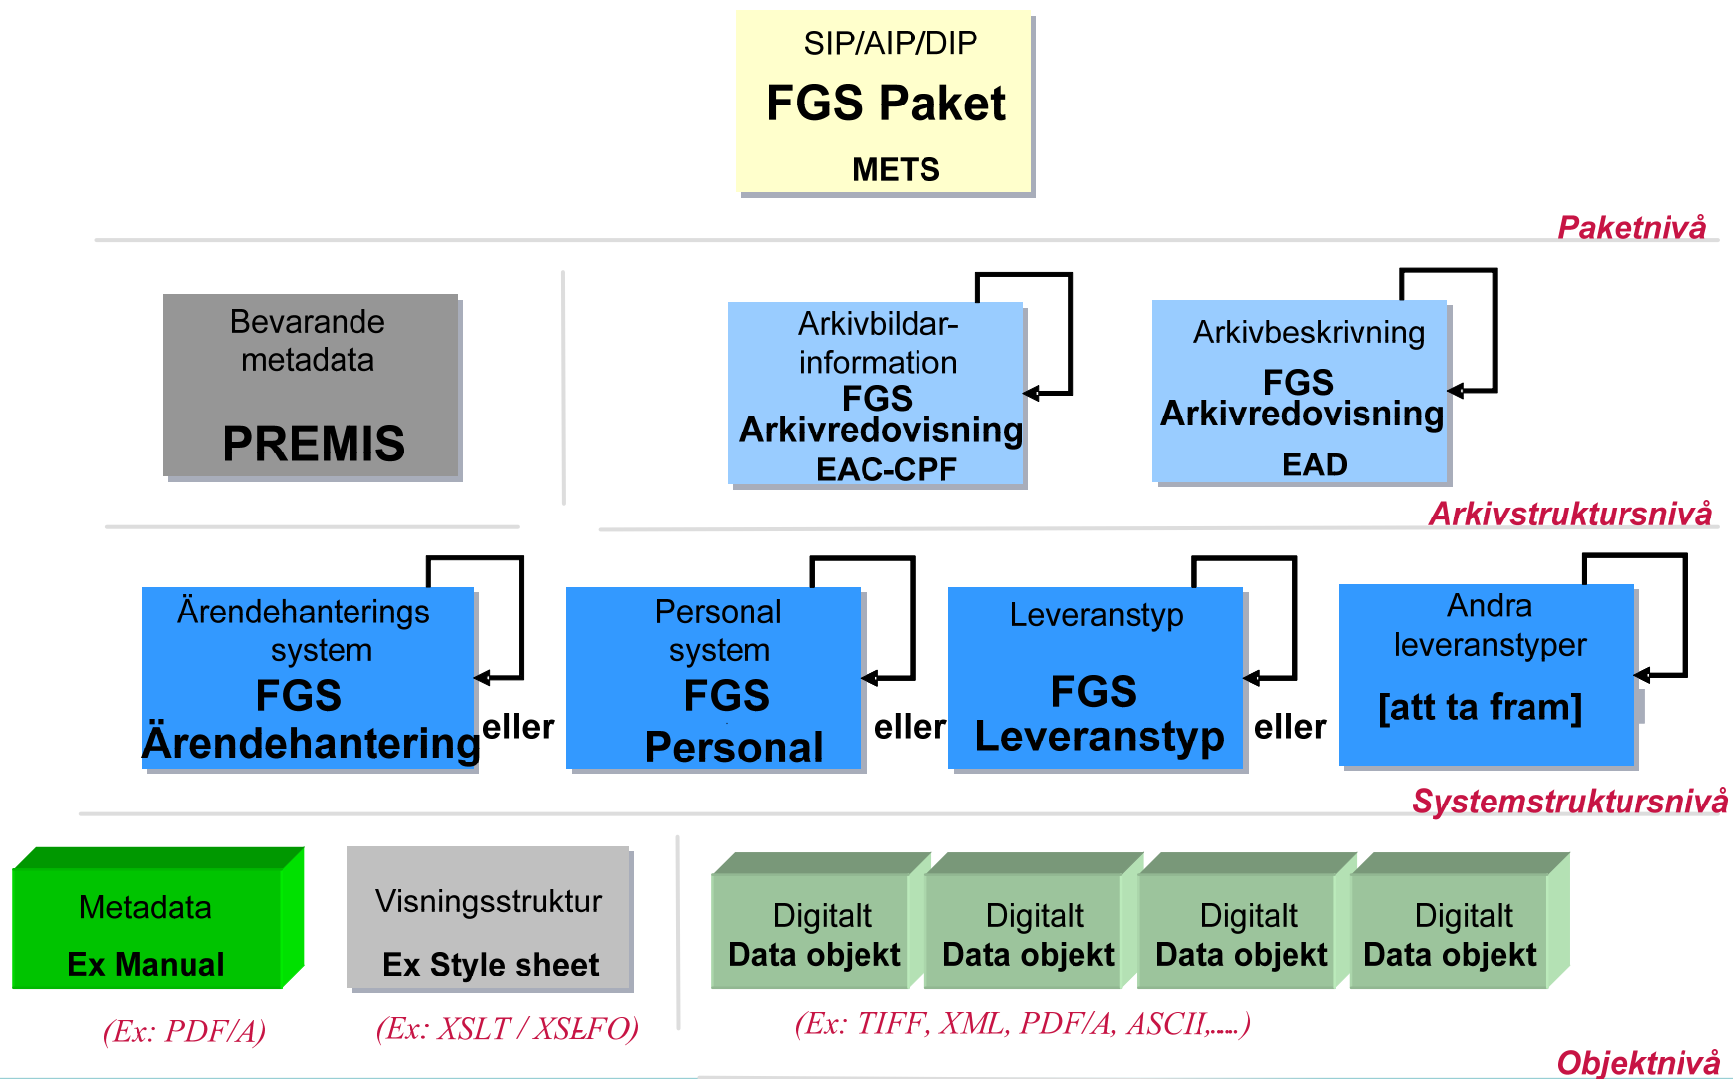 SIP/AIP/DIP
FGS Paket
METS
Paketnivå
Bevarande
metadata
PREMIS
Arkivbildar-
information
FGS
Arkivredovisning
EAC-CPF
Arkivbeskrivning
FGS
Arkivredovisning
EAD
Arkivstruktursnivå
Ärendehanterings
system
FGS
Ärendehantering
eller
Personal
system
FGS
Personal
eller
Leveranstyp
FGS
Leveranstyp
eller
Andra
leveranstyper
[att ta fram]
Systemstruktursnivå
Metadata
Ex Manual
(Ex: PDF/A)
Visningsstruktur
Ex Style sheet
(Ex: XSLT / XSL-FO)
Digitalt
Data objekt
Digitalt
Data objekt
Digitalt
Data objekt
Digitalt
Data objekt
(Ex: TIFF, XML, PDF/A, ASCII,......)
Objektnivå